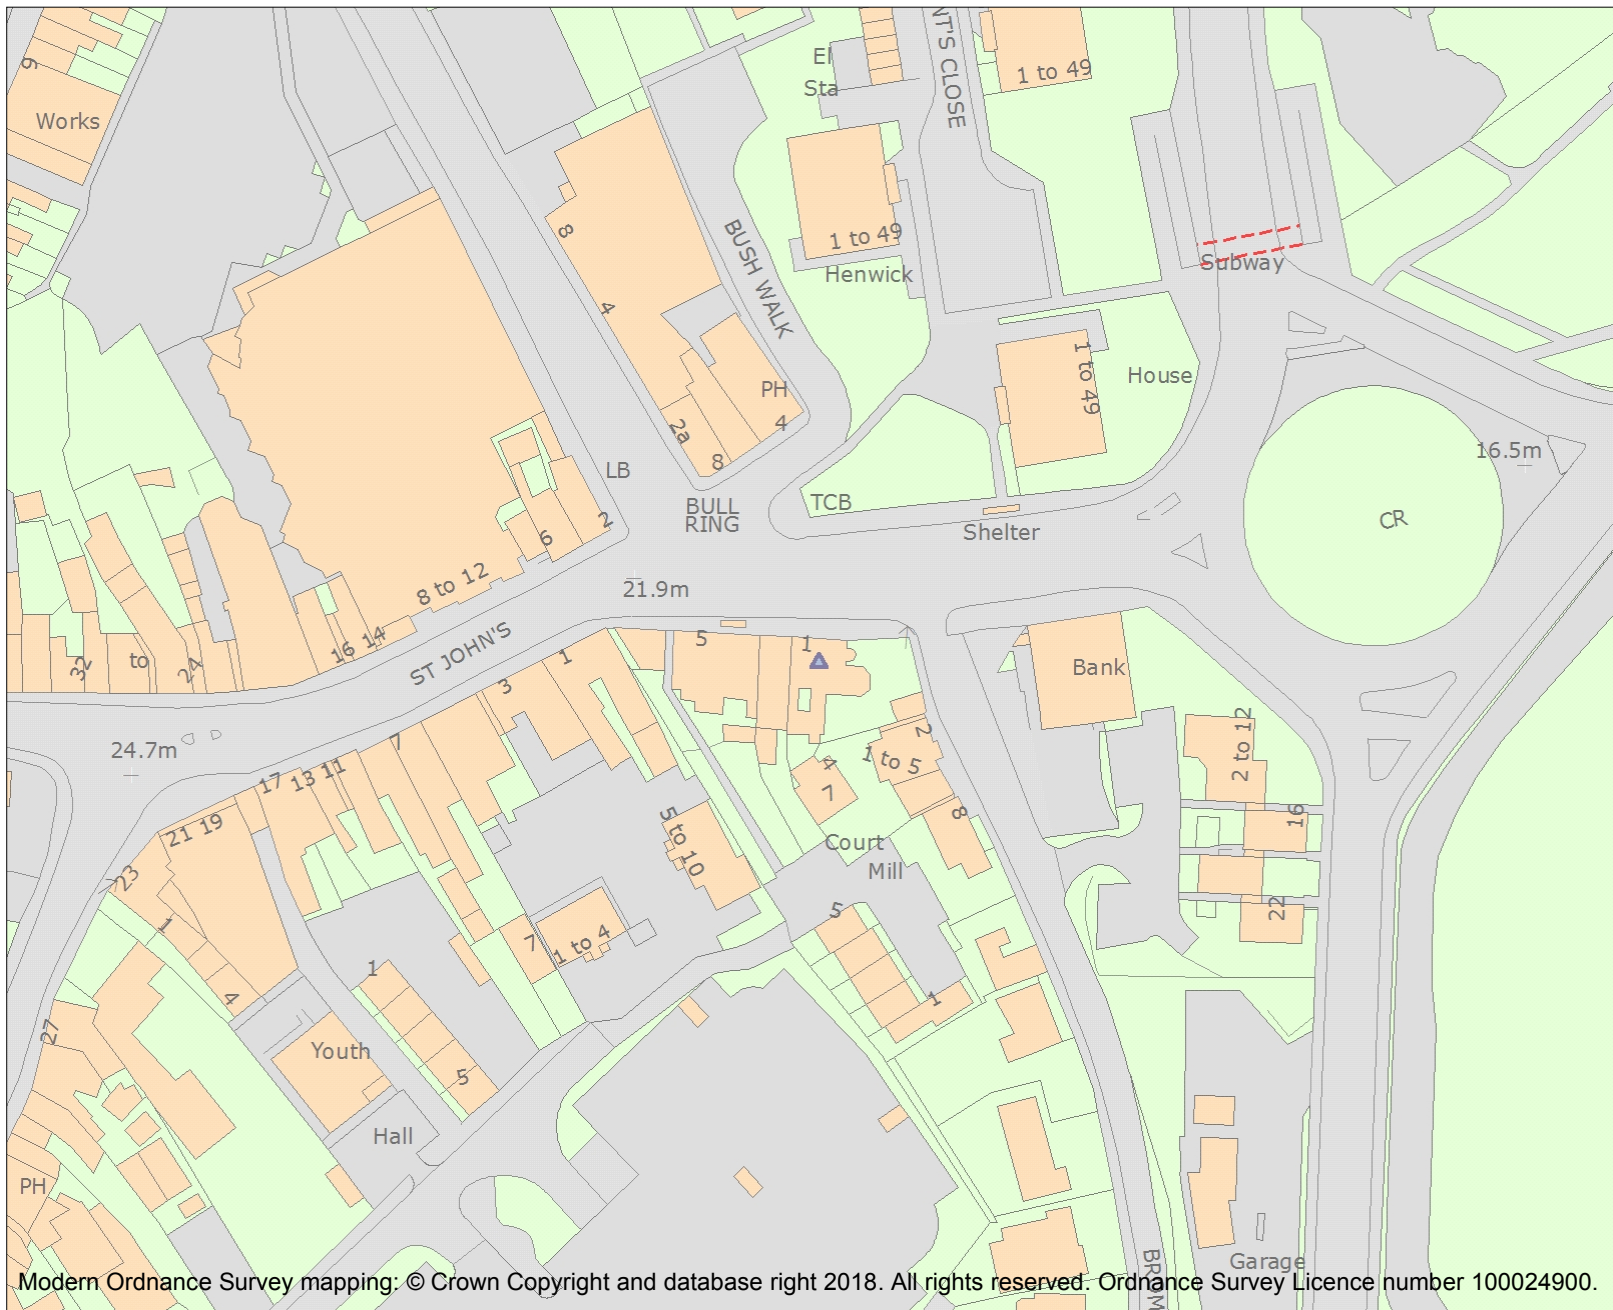 NT'S CLOSE
El
Sta
1 to 49
9
Works
8
1 to 49
BUSH WALK
Henwick
Subway
4
1 to 49
House
PH
4
2a
8
16.5m
LB
BULL
RING
TCB
2
6
Shelter
CR
8 to 12
21.9m
ST JOHN'S
16 14
32
to
24
5
1
1
Bank
3
2
7
24.7m
1 to 5
4
7
2 to 12
17 13 11
21 19
5 to 10
8
16
Court
Mill
23
1
5
22
7
1 to 4
1
4
1
27
Youth
5
Hall
PH
BROM
Garage
Modern Ordnance Survey mapping: © Crown Copyright and database right 2018. All rights reserved. Ordnance Survey Licence number 100024900.